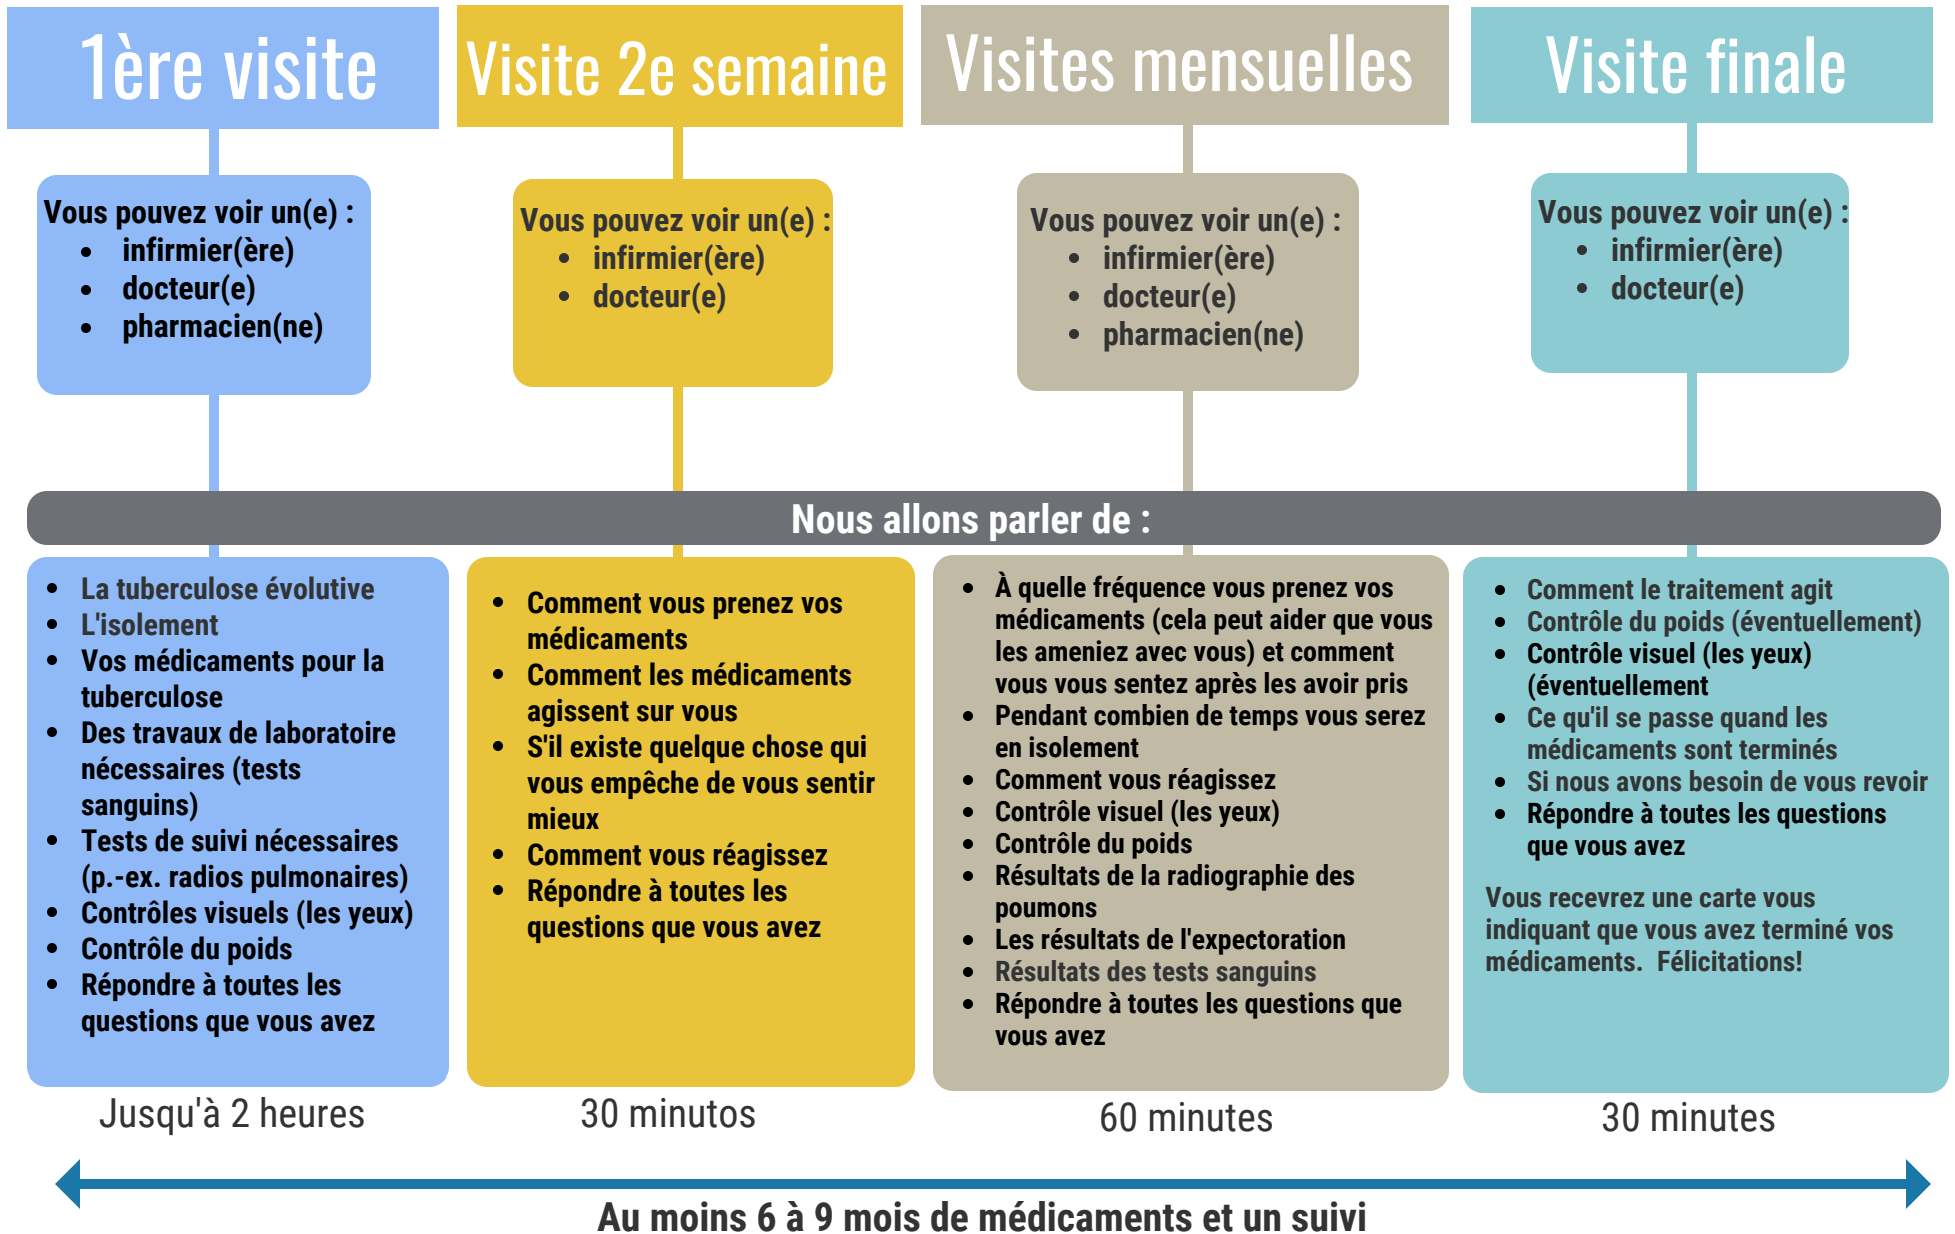 1ère visite
Visite 2e semaine
Visites mensuelles
Visite finale
Vous pouvez voir un(e) :
• infirmier(ère)
• docteur(e)
• pharmacien(ne)
Vous pouvez voir un(e) :
• infirmier(ère)
• docteur(e)
Vous pouvez voir un(e) :
• infirmier(ère)
• docteur(e)
• pharmacien(ne)
Vous pouvez voir un(e) :
• infirmier(ère)
• docteur(e)
Nous allons parler de :
• La tuberculose évolutive
• L'isolement
• Vos médicaments pour la
tuberculose
• Des travaux de laboratoire
nécessaires (tests
sanguins)
• Tests de suivi nécessaires
(p.-ex. radios pulmonaires)
• Contrôles visuels (les yeux)
• Contrôle du poids
• Répondre à toutes les
questions que vous avez
Jusqu'à 2 heures
• Comment vous prenez vos
médicaments
• Comment les médicaments
agissent sur vous
• S'il existe quelque chose qui
vous empêche de vous sentir
mieux
• Comment vous réagissez
• Répondre à toutes les
questions que vous avez
30 minutos
• À quelle fréquence vous prenez vos
médicaments (cela peut aider que vous
les ameniez avec vous) et comment
vous vous sentez après les avoir pris
• Pendant combien de temps vous serez
en isolement
• Comment vous réagissez
• Contrôle visuel (les yeux)
• Contrôle du poids
• Résultats de la radiographie des
poumons
• Les résultats de l'expectoration
• Résultats des tests sanguins
• Répondre à toutes les questions que
vous avez
60 minutes
• Comment le traitement agit
• Contrôle du poids (éventuellement)
• Contrôle visuel (les yeux)
(éventuellement
• Ce qu'il se passe quand les
médicaments sont terminés
• Si nous avons besoin de vous revoir
• Répondre à toutes les questions
que vous avez
Vous recevrez une carte vous
indiquant que vous avez terminé vos
médicaments.  Félicitations!
30 minutes
Au moins 6 à 9 mois de médicaments et un suivi